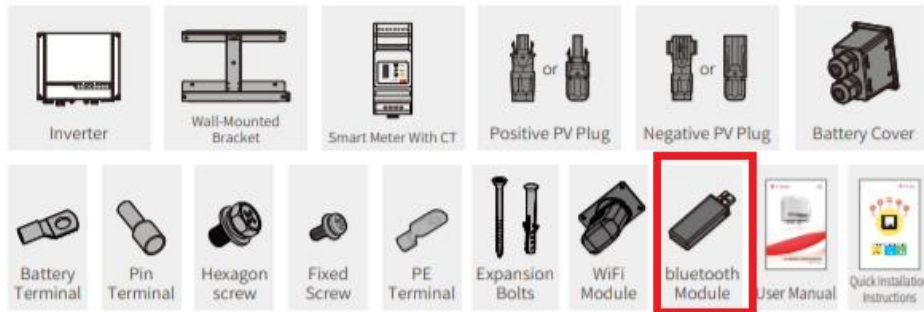 Inverter
Wall-Mounted
Bracket
Smart Meter With CT
Positive PV Plug
or
Negative PV Plug
or
Battery Cover
Battery
Terminal
Pin
Terminal
Hexagon
screw
Fixed
Screw
PE
Terminal
Expansion
Bolts
WiFi
Module
bluetooth
Module
User Manual
Quick Installation
Instructions